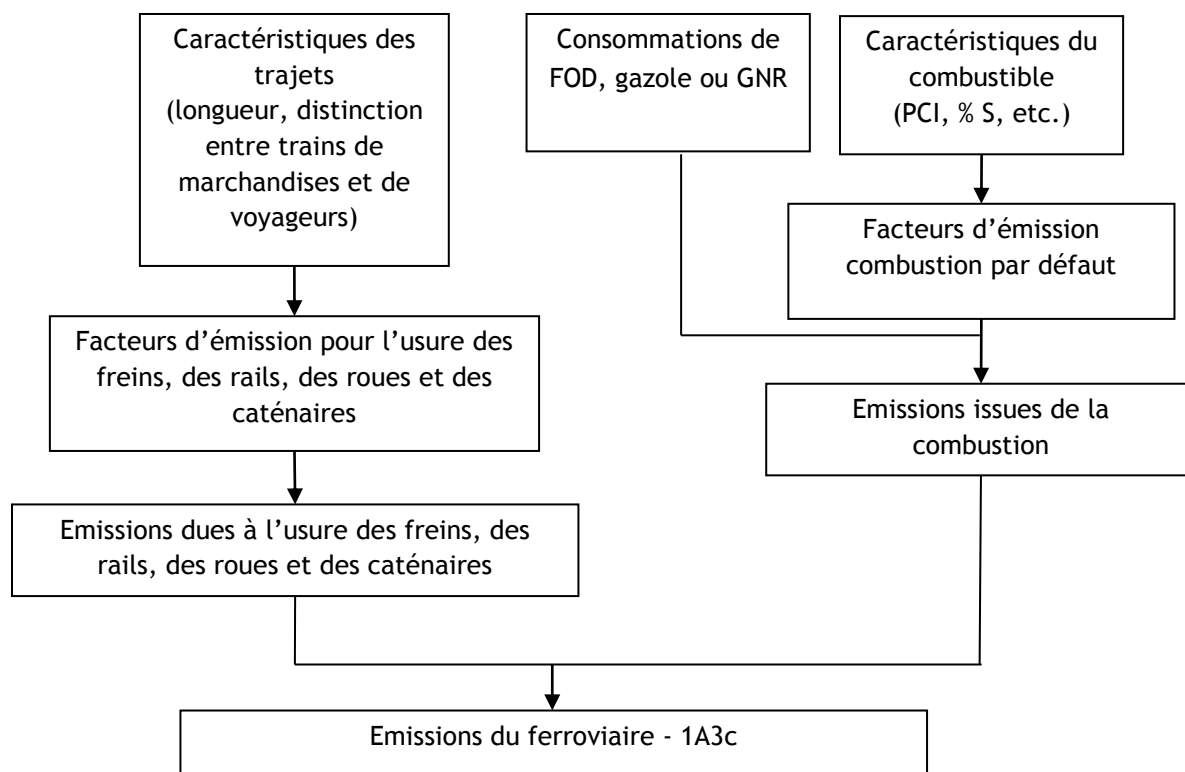 Caractéristiques des
trajets
(longueur, distinction
entre trains de
marchandises et de
voyageurs)
Consommations de
FOD, gazole ou GNR
Caractéristiques du
combustible
(PCI, % S, etc.)
Facteurs d’émission
combustion par défaut
Facteurs d’émission pour l’usure des
freins, des rails, des roues et des
caténaires
Emissions issues de la
combustion
Emissions dues à l’usure des freins, des
rails, des roues et des caténaires
Emissions du ferroviaire - 1A3c